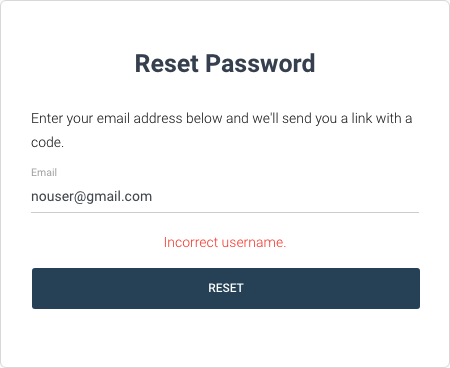 Reset Password
Enter your email address below and we'll send you a link with a
code.
Email
nouser@gmail.com
Incorrect username.
RESET